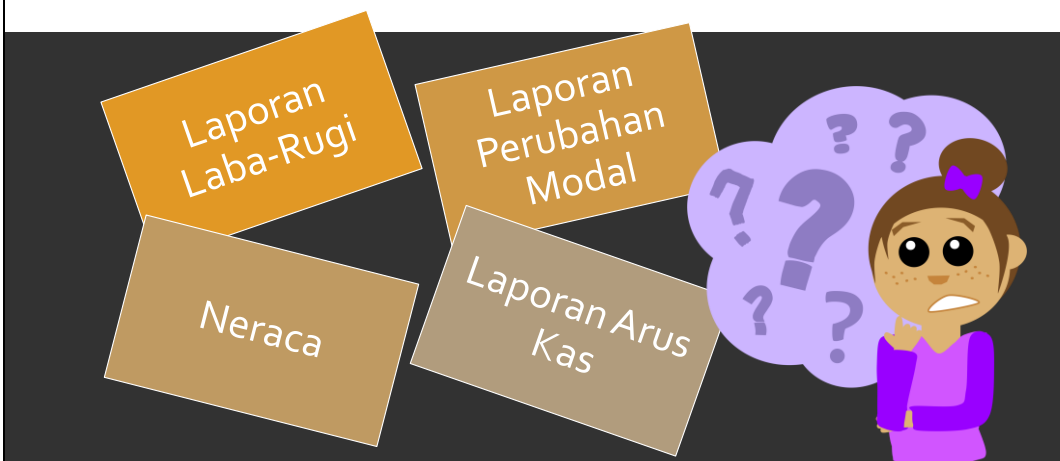 Laporan
Laba-Rugi
Laporan
Perubahan
Modal
Neraca
Laporan Arus
Kas
? ? ? ? ? ?